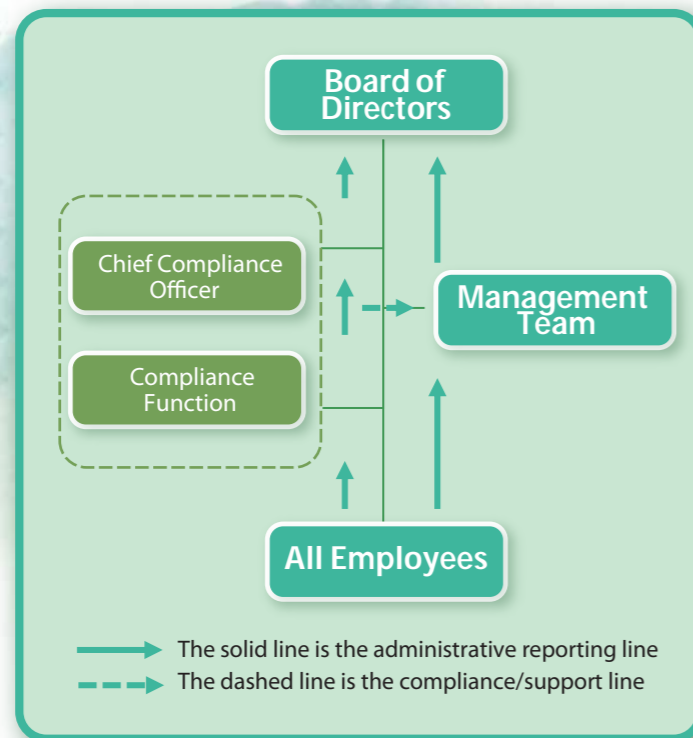 Board of
Directors
Chief Compliance
Officer
Management
Team
Compliance
Function
All Employees
The solid line is the administrative reporting line
The dashed line is the compliance/support line